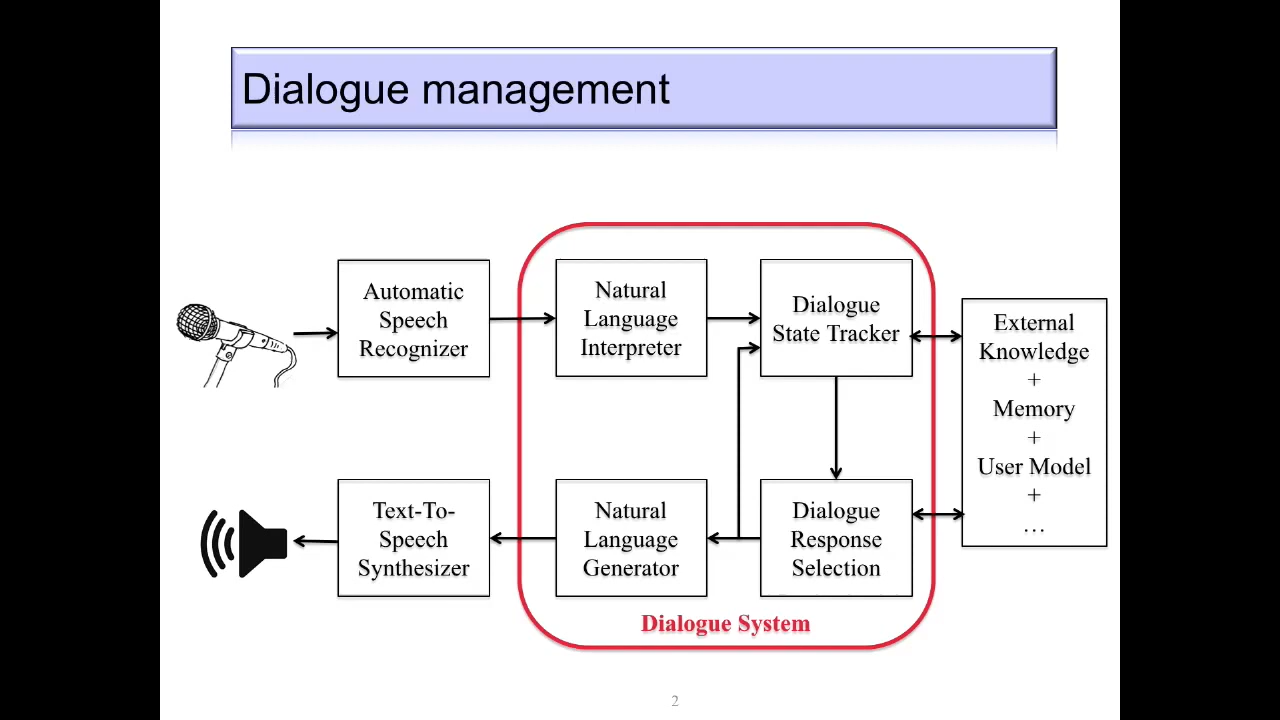 Dialogue management
Automatic
Speech
Recognizer
Natural
Language
Interpreter
Dialogue
State Tracker
External
Knowledge
+
Memory
+
User Model
+
…
Text-To-
Speech
Synthesizer
Natural
Language
Generator
Dialogue
Response
Selection
Dialogue System
2